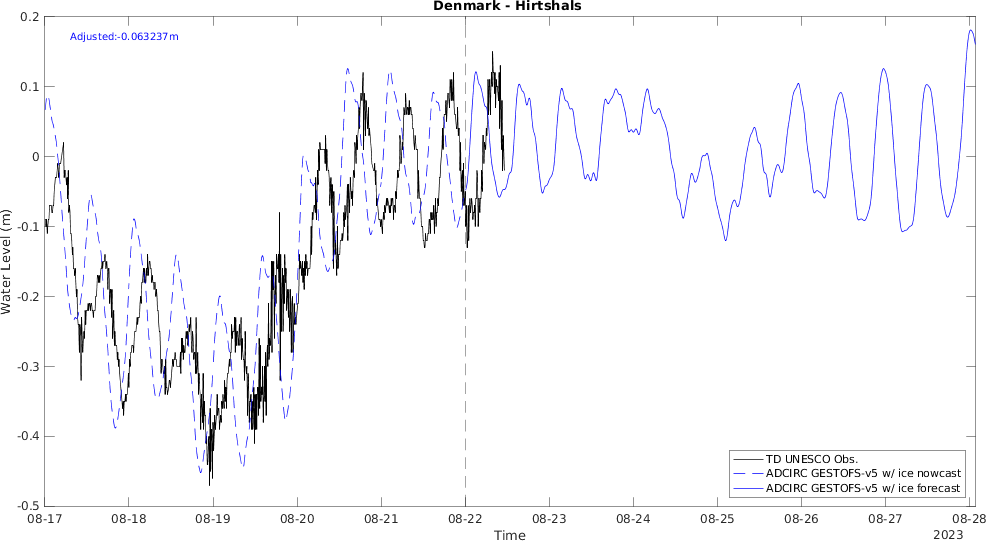 Denmark - Hirtshals
Adjusted:-0.063237m
0.2
0.1
0
-0.1
-0.2
-0.3
-0.4
-0.5
Water Level (m)
TD UNESCO Obs.
ADCIRC GESTOFS-v5 w/ ice nowcast
ADCIRC GESTOFS-v5 w/ ice forecast
08-17 08-18 08-19 08-20 08-21 08-22 08-23 08-24 08-25 08-26 08-27 08-28
Time
2023